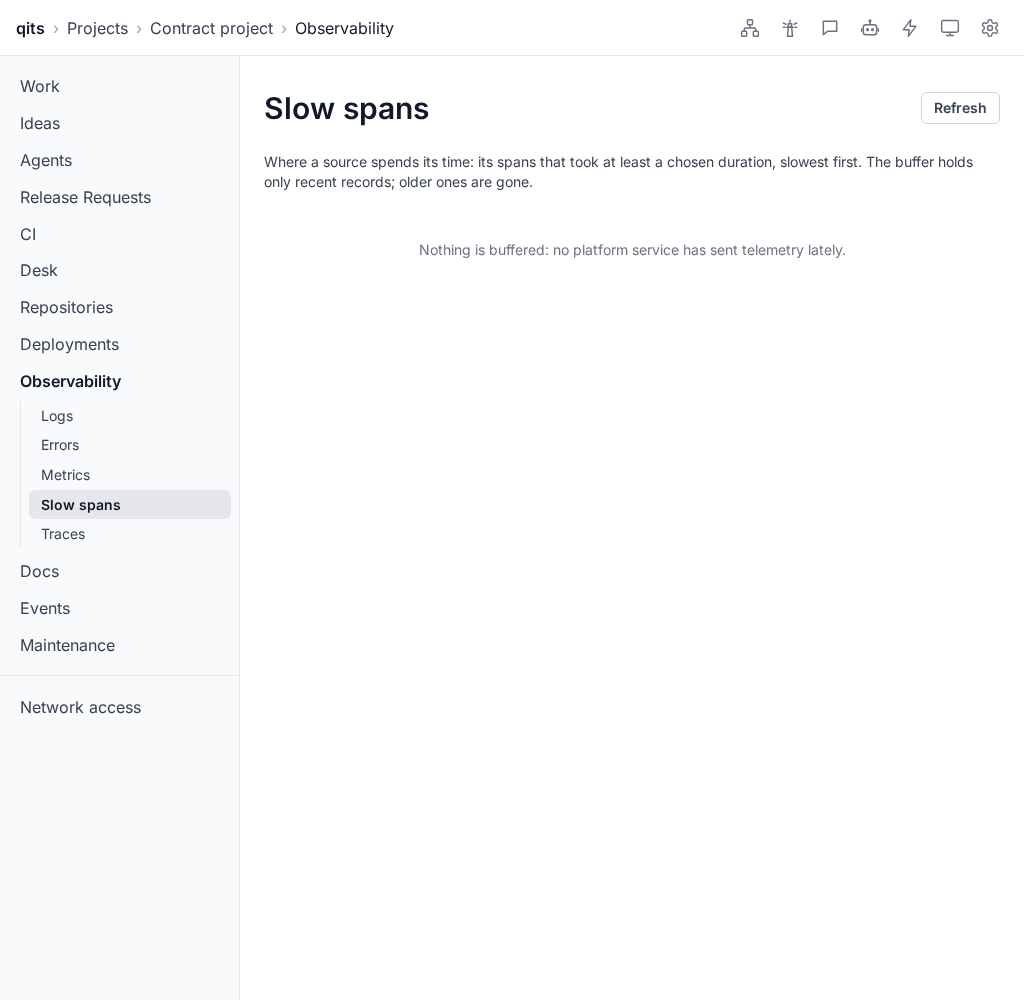 qits › Projects › Contract project › Observability
Work
Ideas
Agents
Release Requests
CI
Desk
Repositories
Deployments
Observability
Logs
Errors
Metrics
Slow spans
Traces
Docs
Events
Maintenance
Network access
Slow spans
Refresh
Where a source spends its time: its spans that took at least a chosen duration, slowest first. The buffer holds
only recent records; older ones are gone.
Nothing is buffered: no platform service has sent telemetry lately.